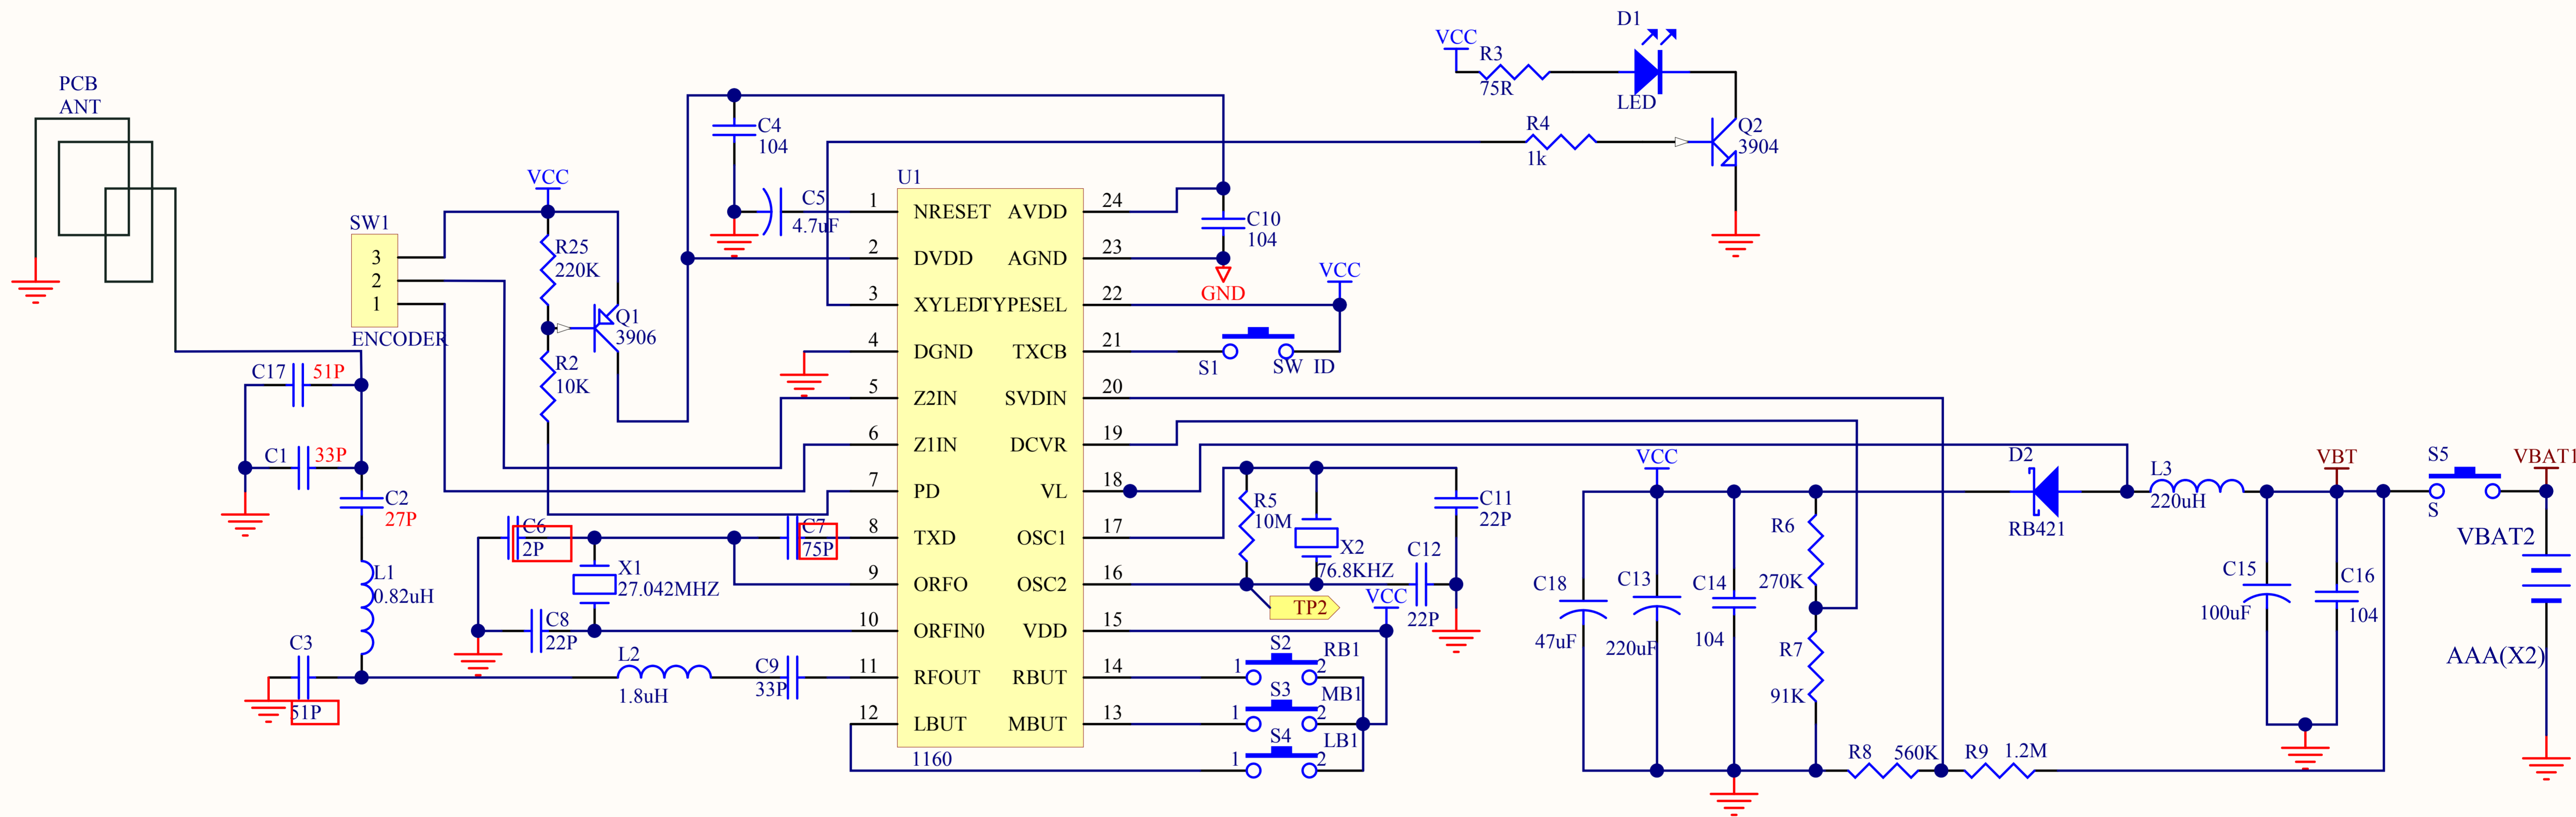 PCB
ANT
SW1
3
2
1
ENCODER
C17
51P
C1
33P
C2
27P
L1
0.82uH
C3
51P
VCC
R25
220K
R2
10K
Q1
3906
C4
104
C5
4.7uF
C6
2P
C7
75P
X1
27.042MHZ
C8
22P
L2
1.8uH
C9
33P
U1
1 NRESET
2 DVDD
3 XYLED
4 DGND
5 Z2IN
6 Z1IN
7 PD
8 TXD
9 ORFO
10 ORFIN0
11 RFOUT
12 LBUT
AVDD 24
AGND 23
TYPESEL 22
TXCB 21
SVDIN 20
DCVR 19
VL 18
OSC1 17
OSC2 16
VDD 15
RBUT 14
MBUT 13
1160
VCC
R3
75R
D1
LED
R4
1k
Q2
3904
C10
104
GND
VCC
S1
SW ID
R5
10M
X2
76.8KHZ
C11
22P
C12
22P
TP2
VCC
S2
RB1
1
2
S3
MB1
1
2
S4
LB1
1
2
VCC
C18
47uF
C13
220uF
C14
104
R6
270K
R7
91K
R8
560K
R9
1.2M
D2
RB421
L3
220uH
VBT
C15
100uF
C16
104
S5
S
VBAT1
VBAT2
AAA(X2)